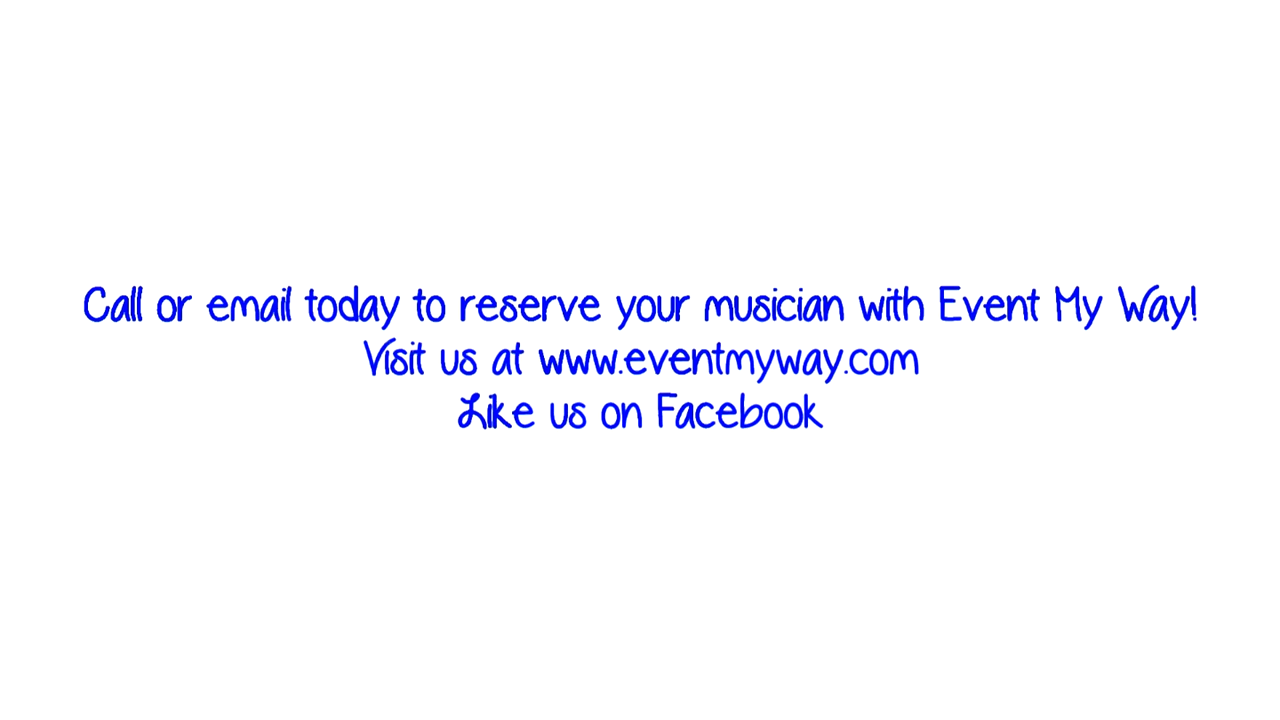 Call or email today to reserve your musician with Event My Way!
Visit us at www.eventmyway.com
Like us on Facebook